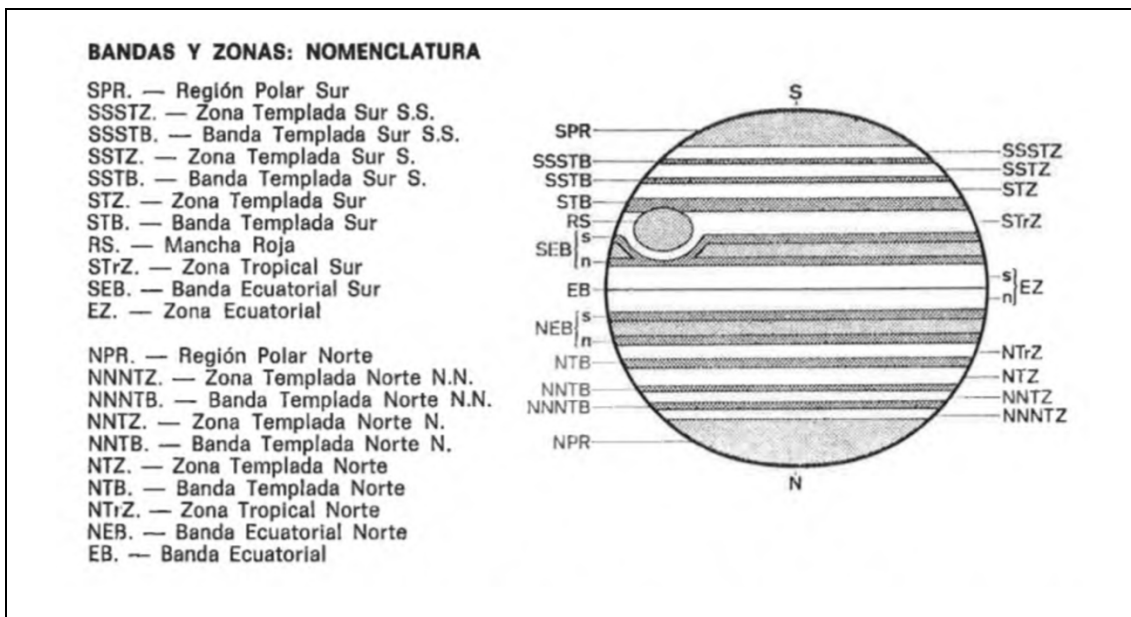 BANDAS Y ZONAS: NOMENCLATURA
SPR. — Región Polar Sur
SSSTZ. — Zona Templada Sur S.S.
SSSTB. — Banda Templada Sur S.S.
SSTZ. — Zona Templada Sur S.
SSTB. — Banda Templada Sur S.
STZ. — Zona Templada Sur
STB. — Banda Templada Sur
RS. — Mancha Roja
STrZ. — Zona Tropical Sur
SEB. — Banda Ecuatorial Sur
EZ. — Zona Ecuatorial
NPR. — Región Polar Norte
NNNTZ. — Zona Templada Norte N.N.
NNNTB. — Banda Templada Norte N.N.
NNTZ. — Zona Templada Norte N.
NNTB. — Banda Templada Norte N.
NTZ. — Zona Templada Norte
NTB. — Banda Templada Norte
NTrZ. — Zona Tropical Norte
NEB. — Banda Ecuatorial Norte
EB. — Banda Ecuatorial
S
SPR
SSSTB
SSTB
STB
RS
SEB
s
n
EB
NEB
s
n
NTB
NNTB
NNNTB
NPR
SSSTZ
SSTZ
STZ
STrZ
s
n
EZ
NTrZ
NTZ
NNTZ
NNNTZ
N